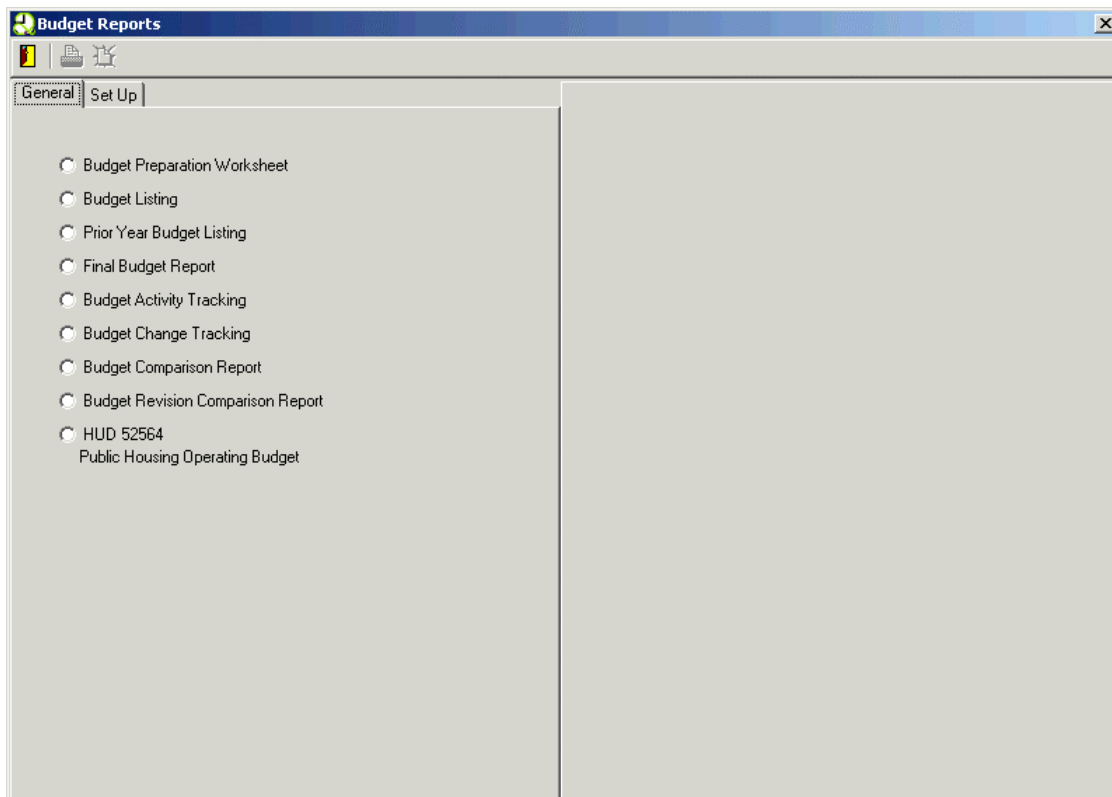 Budget Reports
General Set Up
Budget Preparation Worksheet
Budget Listing
Prior Year Budget Listing
Final Budget Report
Budget Activity Tracking
Budget Change Tracking
Budget Comparison Report
Budget Revision Comparison Report
HUD 52564
Public Housing Operating Budget